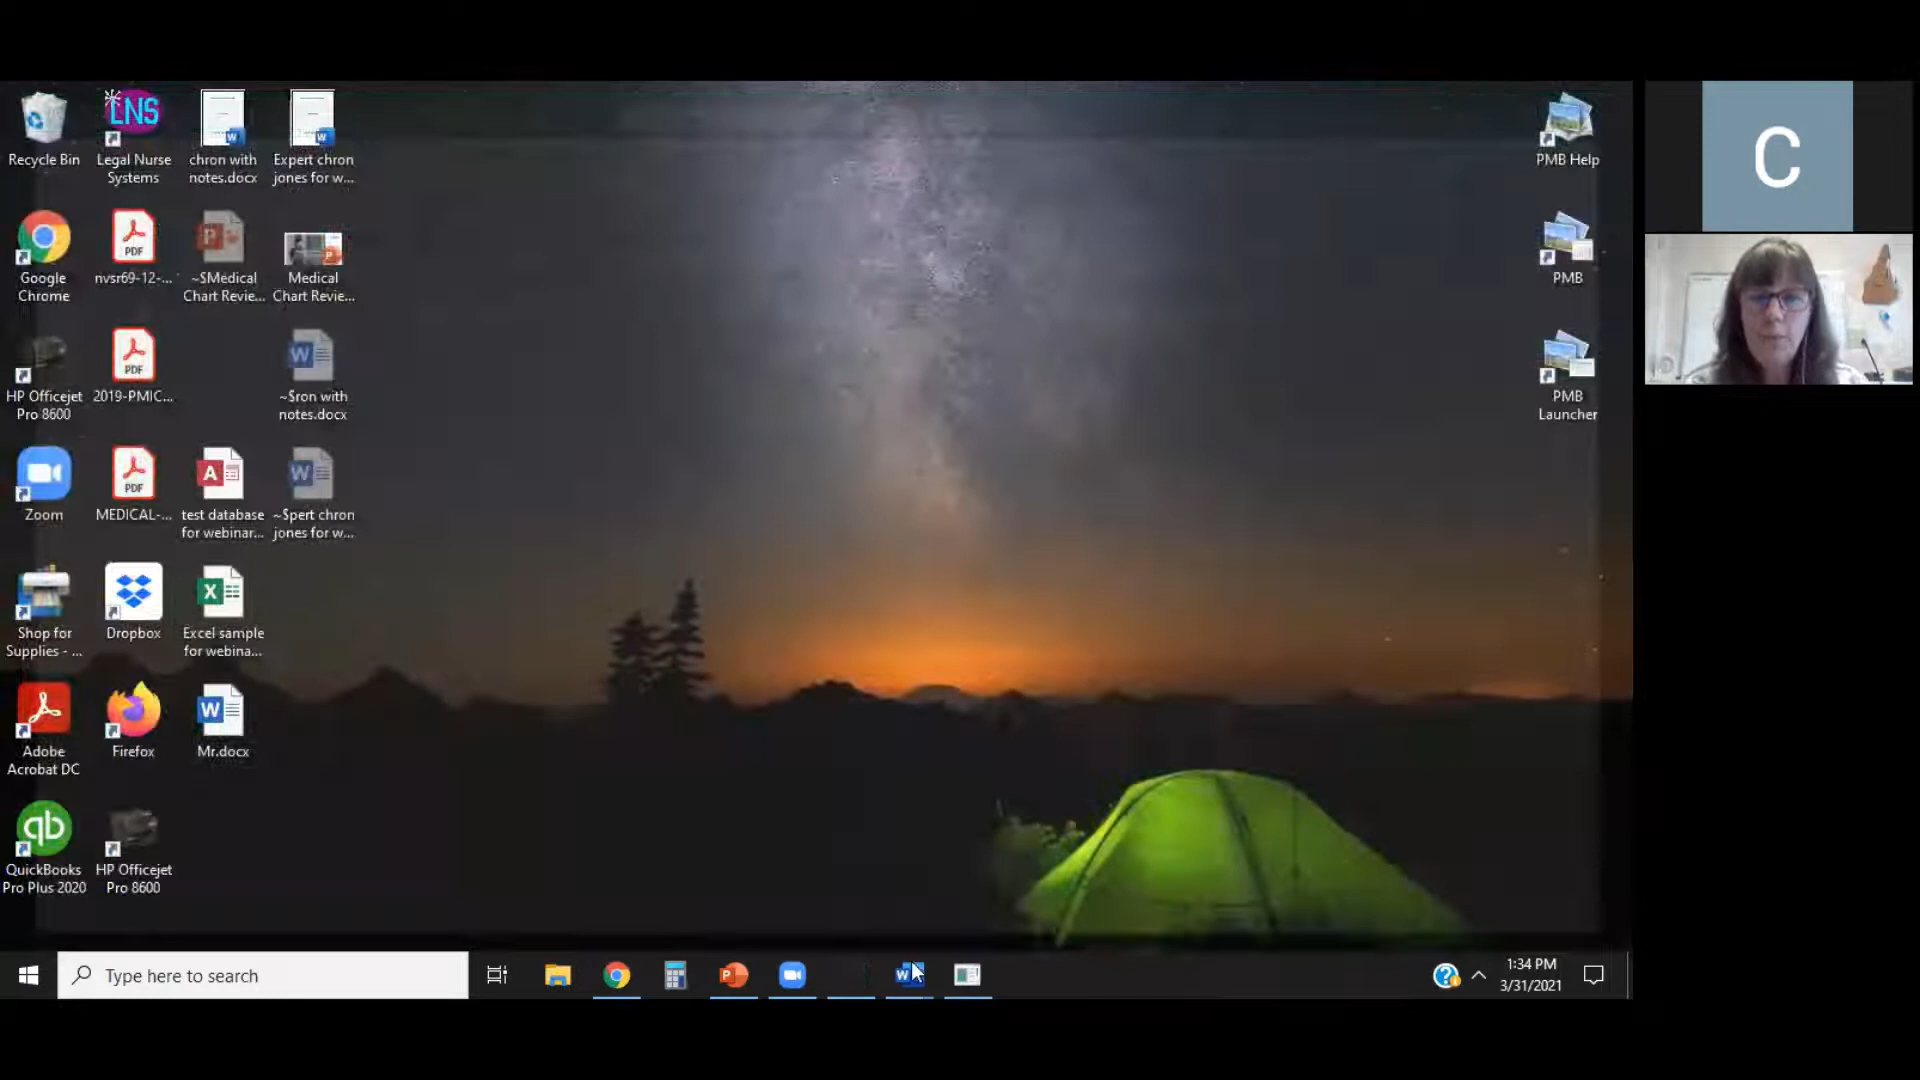 Recycle Bin
LNS
Legal Nurse
Systems
chron with
notes.docx
Expert chron
jones for w...
Google
Chrome
PDF
nvsr69-12-...
~$Medical
Chart Revie...
Medical
Chart Revie...
HP Officejet
Pro 8600
PDF
2019-PMIC...
~$ron with
notes.docx
Zoom
PDF
MEDICAL-...
test database
for webinar...
~$pert chron
jones for w...
Shop for
Supplies - ...
Dropbox
Excel sample
for webina...
Adobe
Acrobat DC
Firefox
Mr.docx
qb
QuickBooks
Pro Plus 2020
HP Officejet
Pro 8600
PMB Help
PMB
PMB
Launcher
C
Type here to search
1:34 PM
3/31/2021